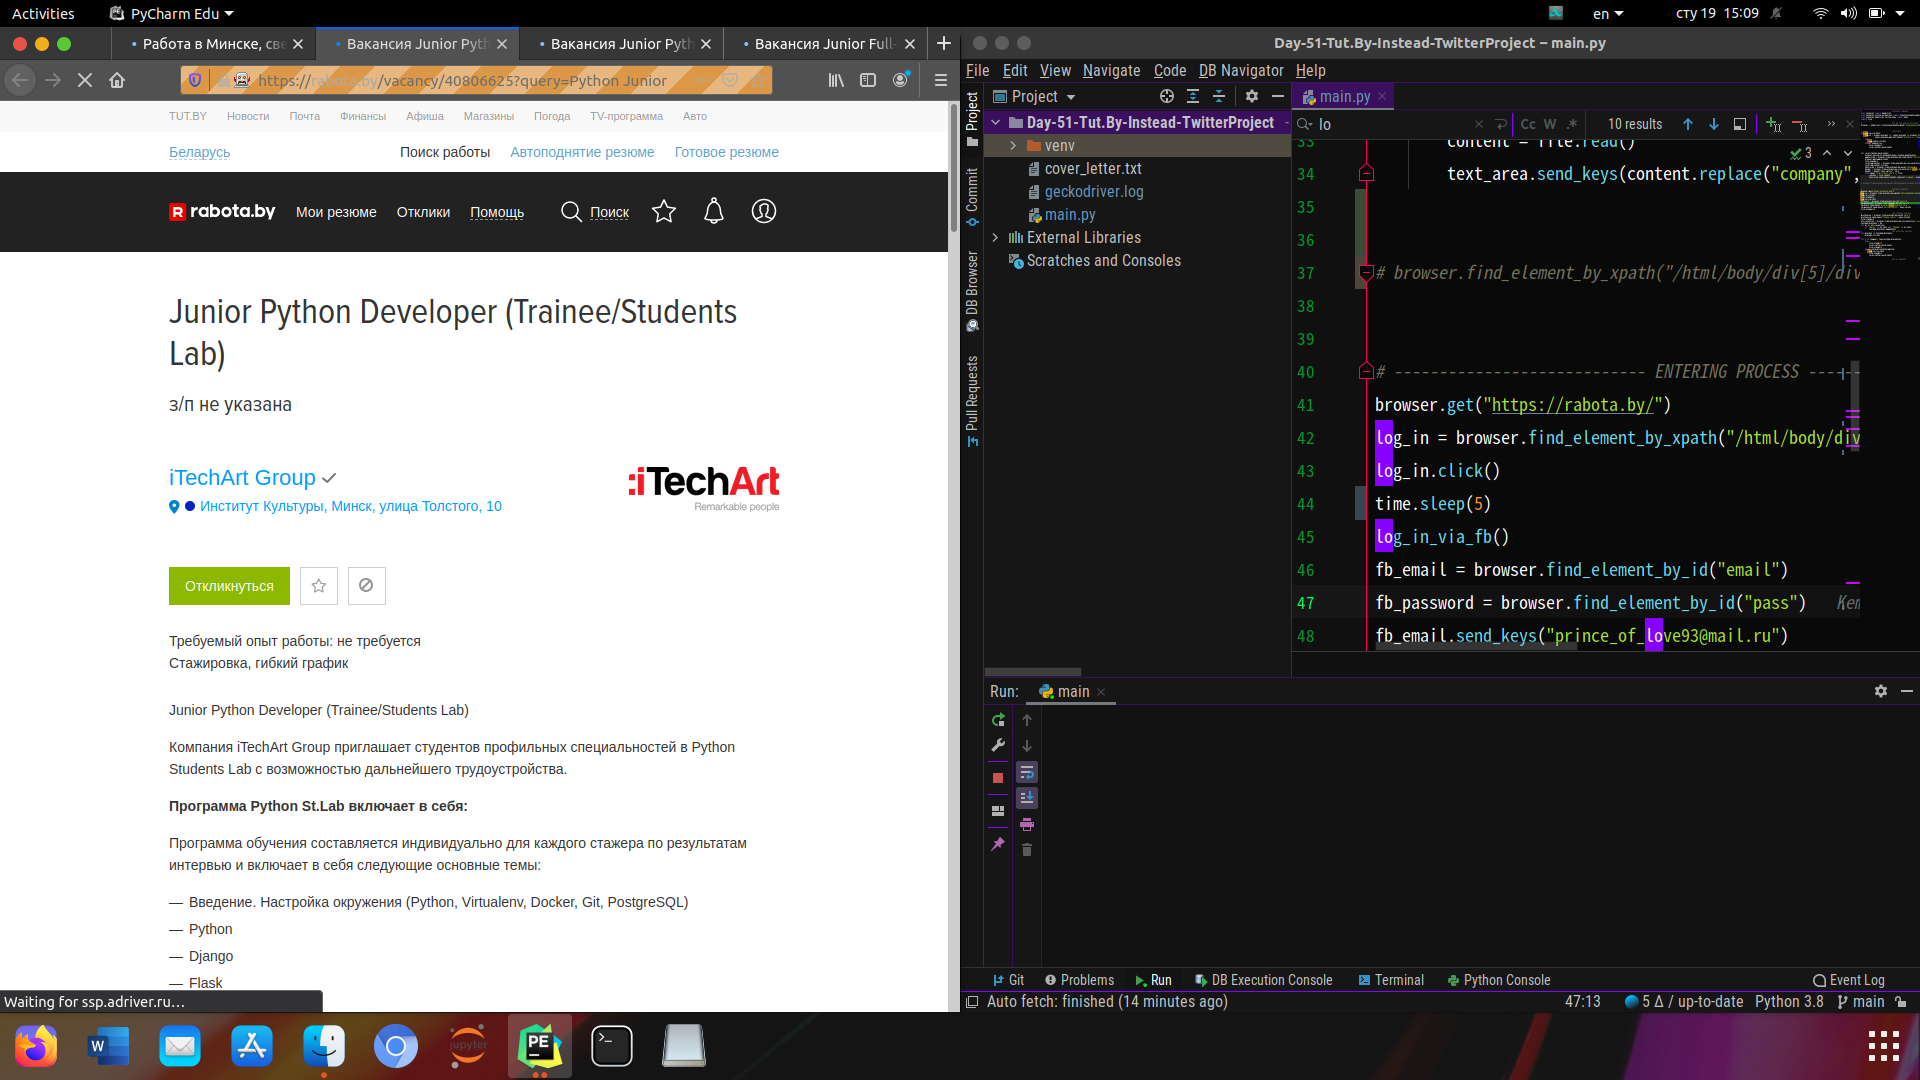 Activities
PyCharm Edu
en
сту 19 15:09
Работа в Минске, све
Вакансия Junior Pyth
Вакансия Junior Pyth
Вакансия Junior Full-
https://rabota.by/vacancy/40806625?query=Python Junior
TUT.BY Новости Почта Финансы Афиша Магазины Погода TV-программа Авто
Беларусь
Поиск работы Автоподнятие резюме Готовое резюме
R rabota.by Мои резюме Отклики Помощь Поиск
Junior Python Developer (Trainee/Students
Lab)
з/п не указана
iTechArt Group
:iTechArt
Remarkable people
Институт Культуры, Минск, улица Толстого, 10
Откликнуться
Требуемый опыт работы: не требуется
Стажировка, гибкий график
Junior Python Developer (Trainee/Students Lab)
Компания iTechArt Group приглашает студентов профильных специальностей в Python
Students Lab с возможностью дальнейшего трудоустройства.
Программа Python St.Lab включает в себя:
Программа обучения составляется индивидуально для каждого стажера по результатам
интервью и включает в себя следующие основные темы:
— Введение. Настройка окружения (Python, Virtualenv, Docker, Git, PostgreSQL)
— Python
— Django
— Flask
Waiting for ssp.adriver.ru…
Day-51-Tut.By-Instead-TwitterProject – main.py
File Edit View Navigate Code DB Navigator Help
Project
main.py
Project
Commit
DB Browser
Pull Requests
Day-51-Tut.By-Instead-TwitterProject
venv
cover_letter.txt
geckodriver.log
main.py
External Libraries
Scratches and Consoles
lo
Cc W .*
10 results
3
33 content = file.read()
34 text_area.send_keys(content.replace("company",
35
36
37 # browser.find_element_by_xpath("/html/body/div[5]/div
38
39
40 # ---------------------------- ENTERING PROCESS -----
41 browser.get("https://rabota.by/")
42 log_in = browser.find_element_by_xpath("/html/body/div
43 log_in.click()
44 time.sleep(5)
45 log_in_via_fb()
46 fb_email = browser.find_element_by_id("email")
47 fb_password = browser.find_element_by_id("pass")
48 fb_email.send_keys("prince_of_love93@mail.ru")
Run: main
Git Problems Run DB Execution Console Terminal Python Console Event Log
Auto fetch: finished (14 minutes ago)
47:13 5 Δ / up-to-date Python 3.8 main
W
jupyter
PE
>_